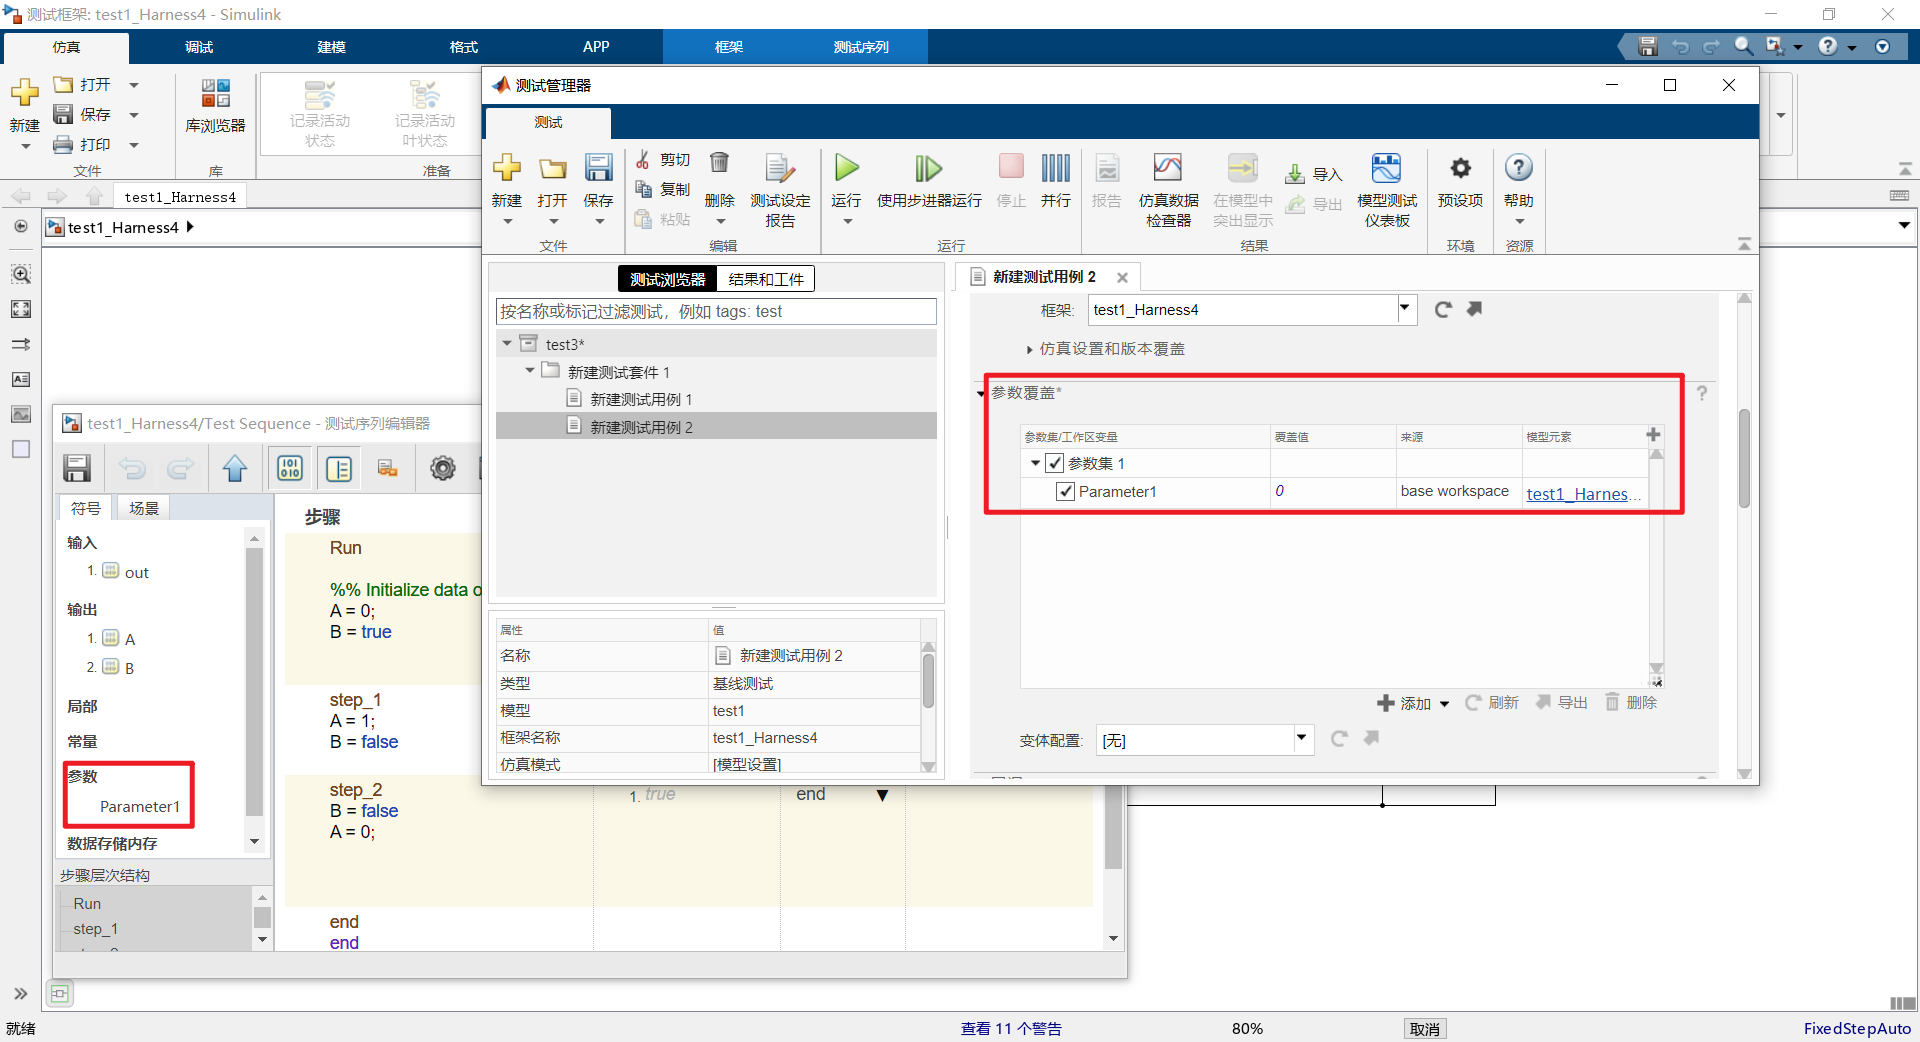 测试框架: test1_Harness4 - Simulink
仿真 调试 建模 格式 APP 框架 测试序列
新建 打开 保存 打印 文件
库浏览器 库
记录活动状态 记录活动叶状态 准备
test1_Harness4
test1_Harness4
测试管理器
测试
新建 打开 保存 文件
剪切 复制 粘贴 删除 测试设定报告 编辑
运行 使用步进器运行 停止 并行 运行
报告 仿真数据检查器 在模型中突出显示 导入 导出 模型测试仪表板 结果
预设项 环境
帮助 资源
测试浏览器 结果和工件
按名称或标记过滤测试，例如 tags: test
test3*
新建测试套件 1
新建测试用例 1
新建测试用例 2
属性 值
名称 新建测试用例 2
类型 基线测试
模型 test1
框架名称 test1_Harness4
仿真模式 [模型设置]
新建测试用例 2
框架: test1_Harness4
仿真设置和版本覆盖
参数覆盖* ?
参数集/工作区变量 覆盖值 来源 模型元素
参数集 1
Parameter1 0 base workspace test1_Harnes...
添加 刷新 导出 删除
变体配置: [无]
test1_Harness4/Test Sequence - 测试序列编辑器
符号 场景
输入
1. out
输出
1. A
2. B
局部
常量
参数
Parameter1
数据存储内存
步骤层次结构
Run
step_1
步骤
Run
%% Initialize data o
A = 0;
B = true
step_1
A = 1;
B = false
step_2 1. true end
B = false
A = 0;
end
end
就绪 查看 11 个警告 80% 取消 FixedStepAuto